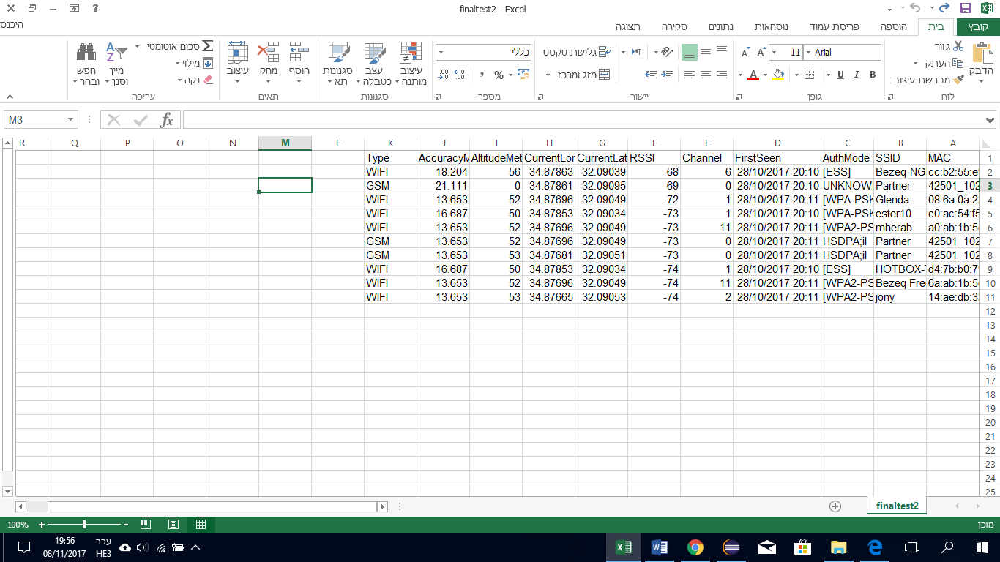 finaltest2 - Excel
קובץ בית הוספה פריסת עמוד נוסחאות נתונים סקירה תצוגה היכנס
הדבק גזור העתק מברשת עיצוב לוח
Arial 11 B I U A גופן
גלישת טקסט מזג ומרכז יישור
כללי % מספר
עיצוב מותנה עצב כטבלה סגנונות תא סגנונות
הוסף מחק עיצוב תאים
סכום אוטומטי מילוי נקה מיין וסנן חפש ובחר עריכה
M3 fx
A B C D E F G H I J K L M N O P Q R
1 MAC SSID AuthMode FirstSeen Channel RSSI CurrentLat CurrentLor AltitudeMet AccuracyM Type
2 cc:b2:55:e Bezeq-NG [ESS] 28/10/2017 20:10 6 -68 32.09039 34.87863 56 18.204 WIFI
3 42501_102 Partner UNKNOW 28/10/2017 20:10 0 -69 32.09095 34.87861 0 21.111 GSM
4 08:6a:0a:2 Glenda [WPA-PSK 28/10/2017 20:11 1 -72 32.09049 34.87696 52 13.653 WIFI
5 c0:ac:54:f5 ester10 [WPA-PSK 28/10/2017 20:10 1 -73 32.09034 34.87853 50 16.687 WIFI
6 a0:ab:1b:5 mherab [WPA2-PS 28/10/2017 20:11 11 -73 32.09049 34.87696 52 13.653 WIFI
7 42501_102 Partner HSDPA;il 28/10/2017 20:11 0 -73 32.09049 34.87696 52 13.653 GSM
8 42501_102 Partner HSDPA;il 28/10/2017 20:11 0 -73 32.09051 34.87681 53 13.653 GSM
9 d4:7b:b0:7 HOTBOX- [ESS] 28/10/2017 20:10 1 -74 32.09034 34.87853 50 16.687 WIFI
10 6a:ab:1b:5 Bezeq Free [WPA2-PS 28/10/2017 20:11 11 -74 32.09049 34.87696 52 13.653 WIFI
11 14:ae:db:3 jony [WPA2-PS 28/10/2017 20:11 2 -74 32.09053 34.87665 53 13.653 WIFI
12
13
14
15
16
17
18
19
20
21
22
23
24
25
finaltest2
מוכן 100%
עבר 19:56
HE3 08/11/2017